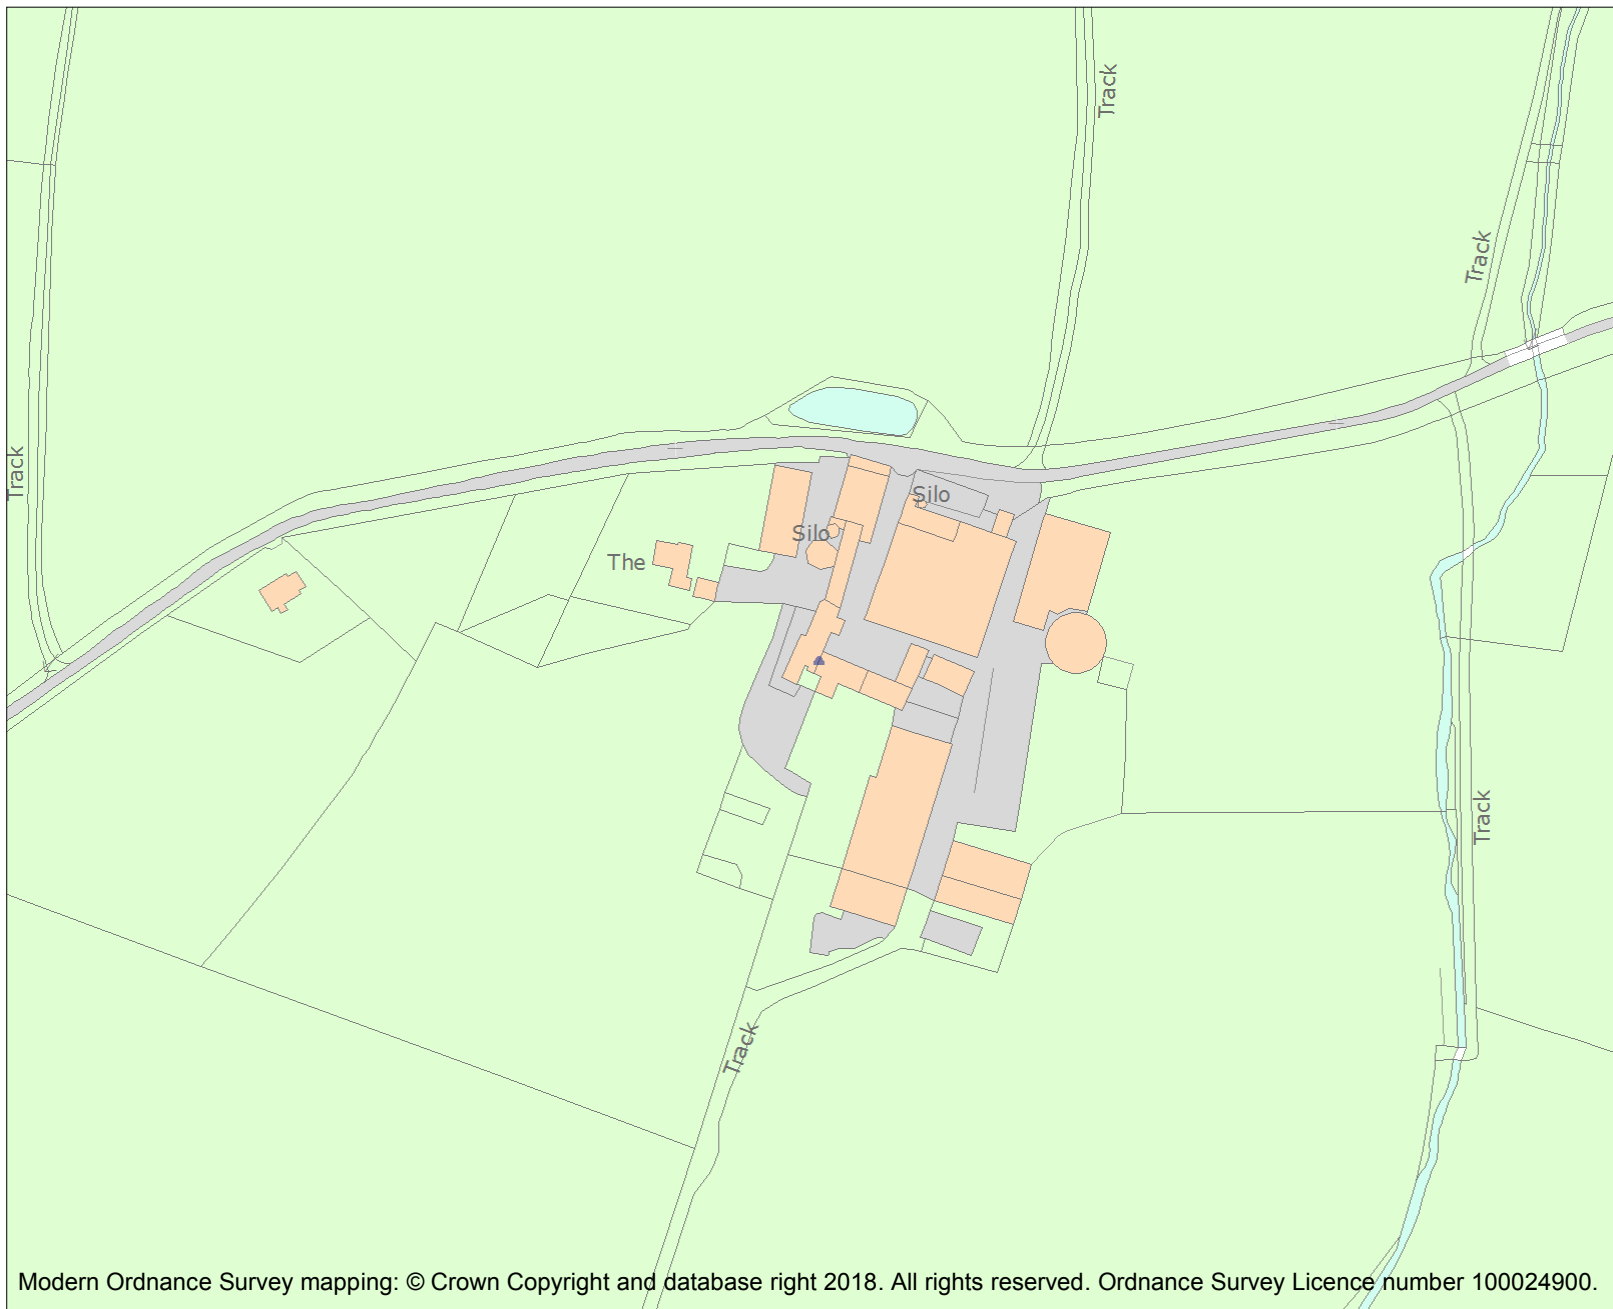 Track
Track
Track
Track
Silo
Silo
The
Track
Track
Modern Ordnance Survey mapping: © Crown Copyright and database right 2018. All rights reserved. Ordnance Survey Licence number 100024900.